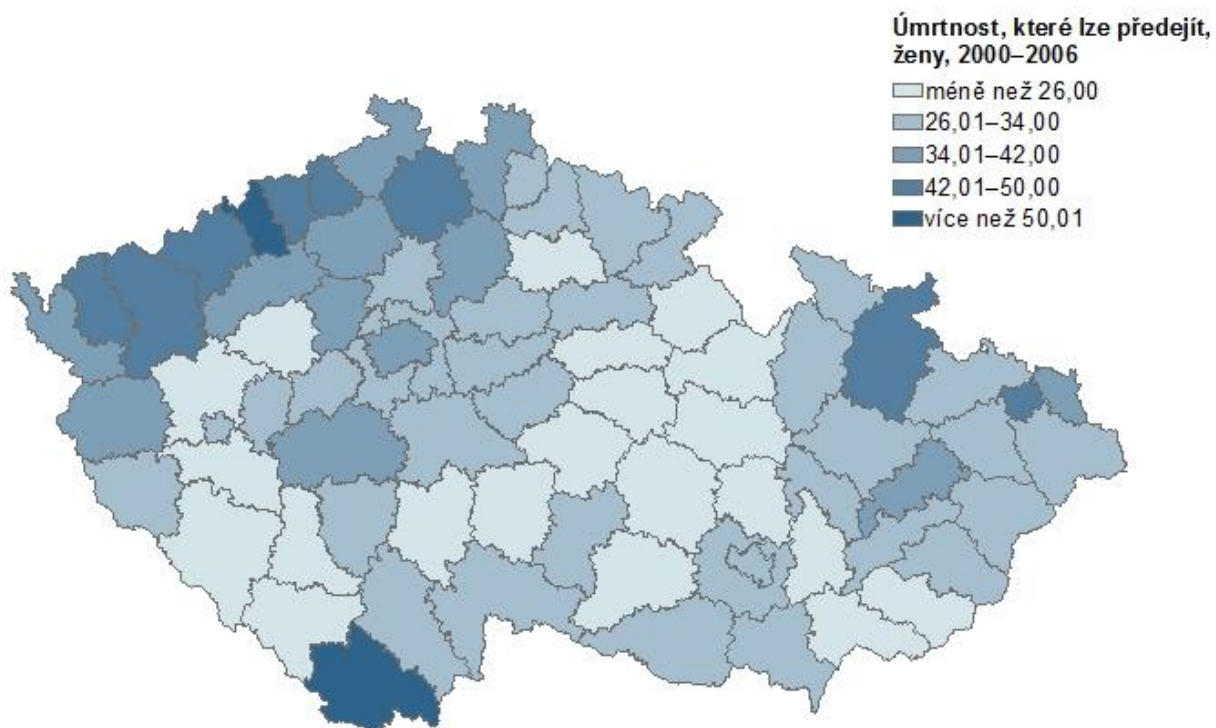 Úmrtnost, které lze předejít,
ženy, 2000–2006
méně než 26,00
26,01–34,00
34,01–42,00
42,01–50,00
více než 50,01